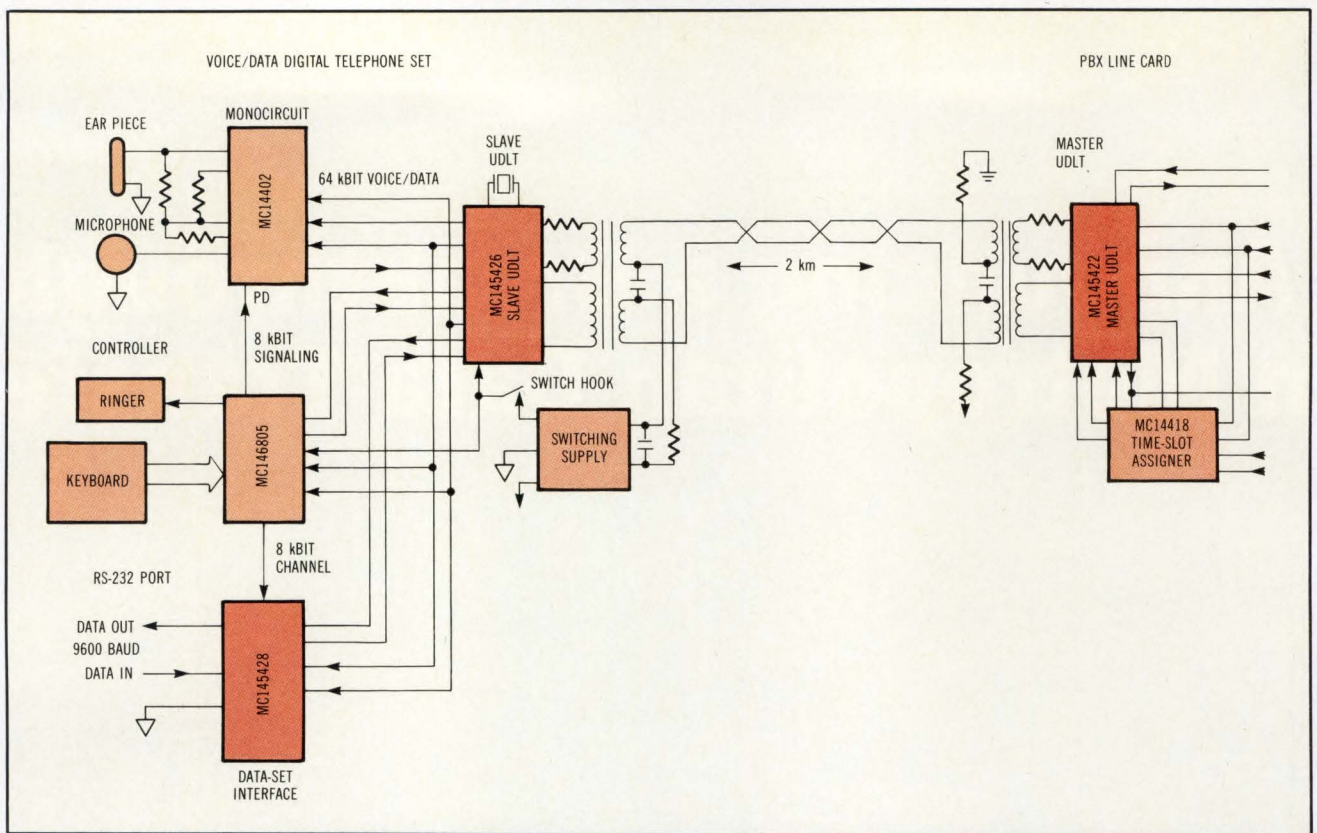 VOICE/DATA DIGITAL TELEPHONE SET
PBX LINE CARD
MONOCIRCUIT
EAR PIECE
MC14402
MICROPHONE
PD
64 kBIT VOICE/DATA
SLAVE
UDLT
MC145426
SLAVE UDLT
2 km
MASTER
UDLT
MC145422
MASTER UDLT
8 kBIT
SIGNALING
CONTROLLER
RINGER
KEYBOARD
MC146805
SWITCH HOOK
SWITCHING
SUPPLY
MC14418
TIME-SLOT
ASSIGNER
8 kBIT
CHANNEL
RS-232 PORT
DATA OUT
9600 BAUD
DATA IN
MC145428
DATA-SET
INTERFACE